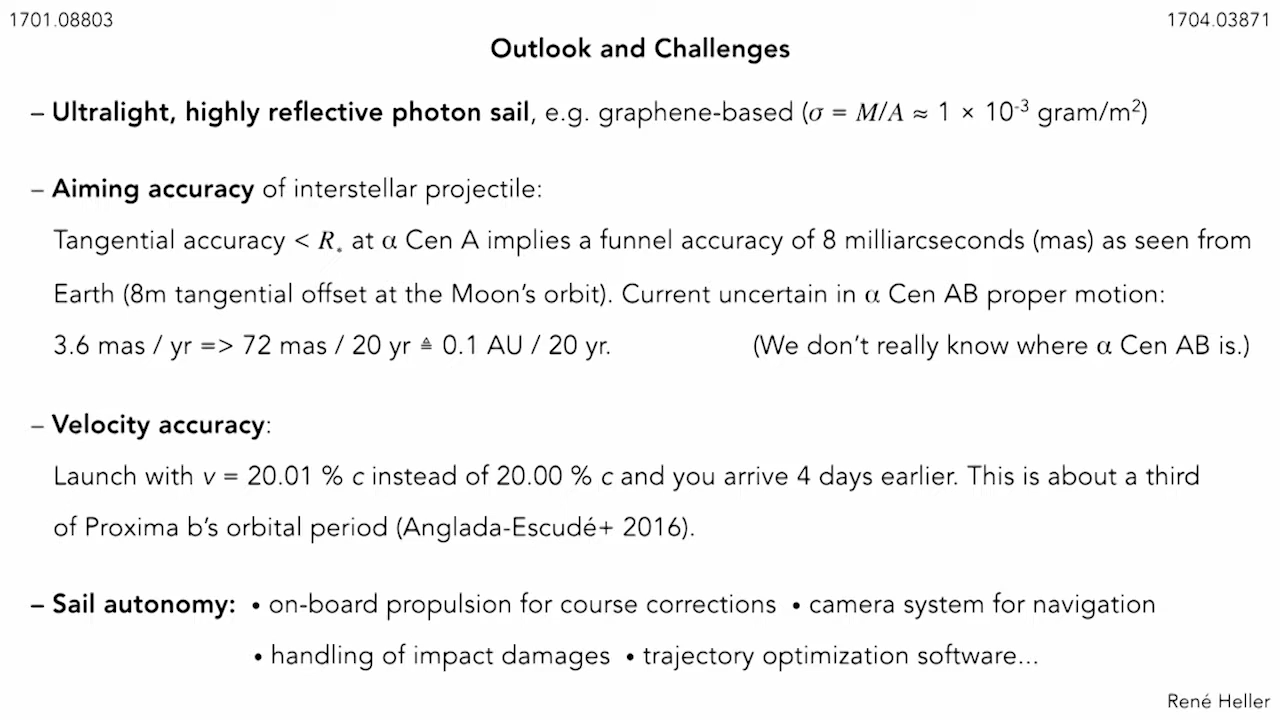 1701.08803
1704.03871
Outlook and Challenges
– Ultralight, highly reflective photon sail, e.g. graphene-based (σ = M/A ≈ 1 × 10⁻³ gram/m²)
– Aiming accuracy of interstellar projectile:
Tangential accuracy < R⁎ at α Cen A implies a funnel accuracy of 8 milliarcseconds (mas) as seen from
Earth (8m tangential offset at the Moon’s orbit). Current uncertain in α Cen AB proper motion:
3.6 mas / yr => 72 mas / 20 yr ≙ 0.1 AU / 20 yr. (We don’t really know where α Cen AB is.)
– Velocity accuracy:
Launch with v = 20.01 % c instead of 20.00 % c and you arrive 4 days earlier. This is about a third
of Proxima b’s orbital period (Anglada-Escudé+ 2016).
– Sail autonomy: • on-board propulsion for course corrections • camera system for navigation
• handling of impact damages • trajectory optimization software...
René Heller